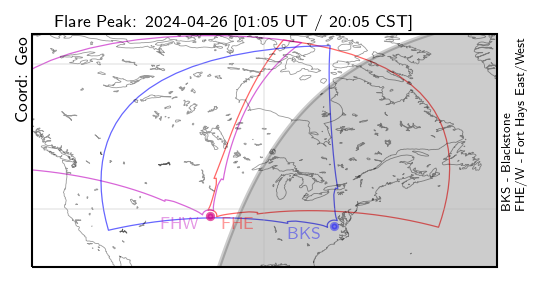 Flare Peak: 2024-04-26 [01:05 UT / 20:05 CST]
Coord: Geo
FHW
FHE
BKS
BKS - Blackstone
FHE/W - Fort Hays East/West